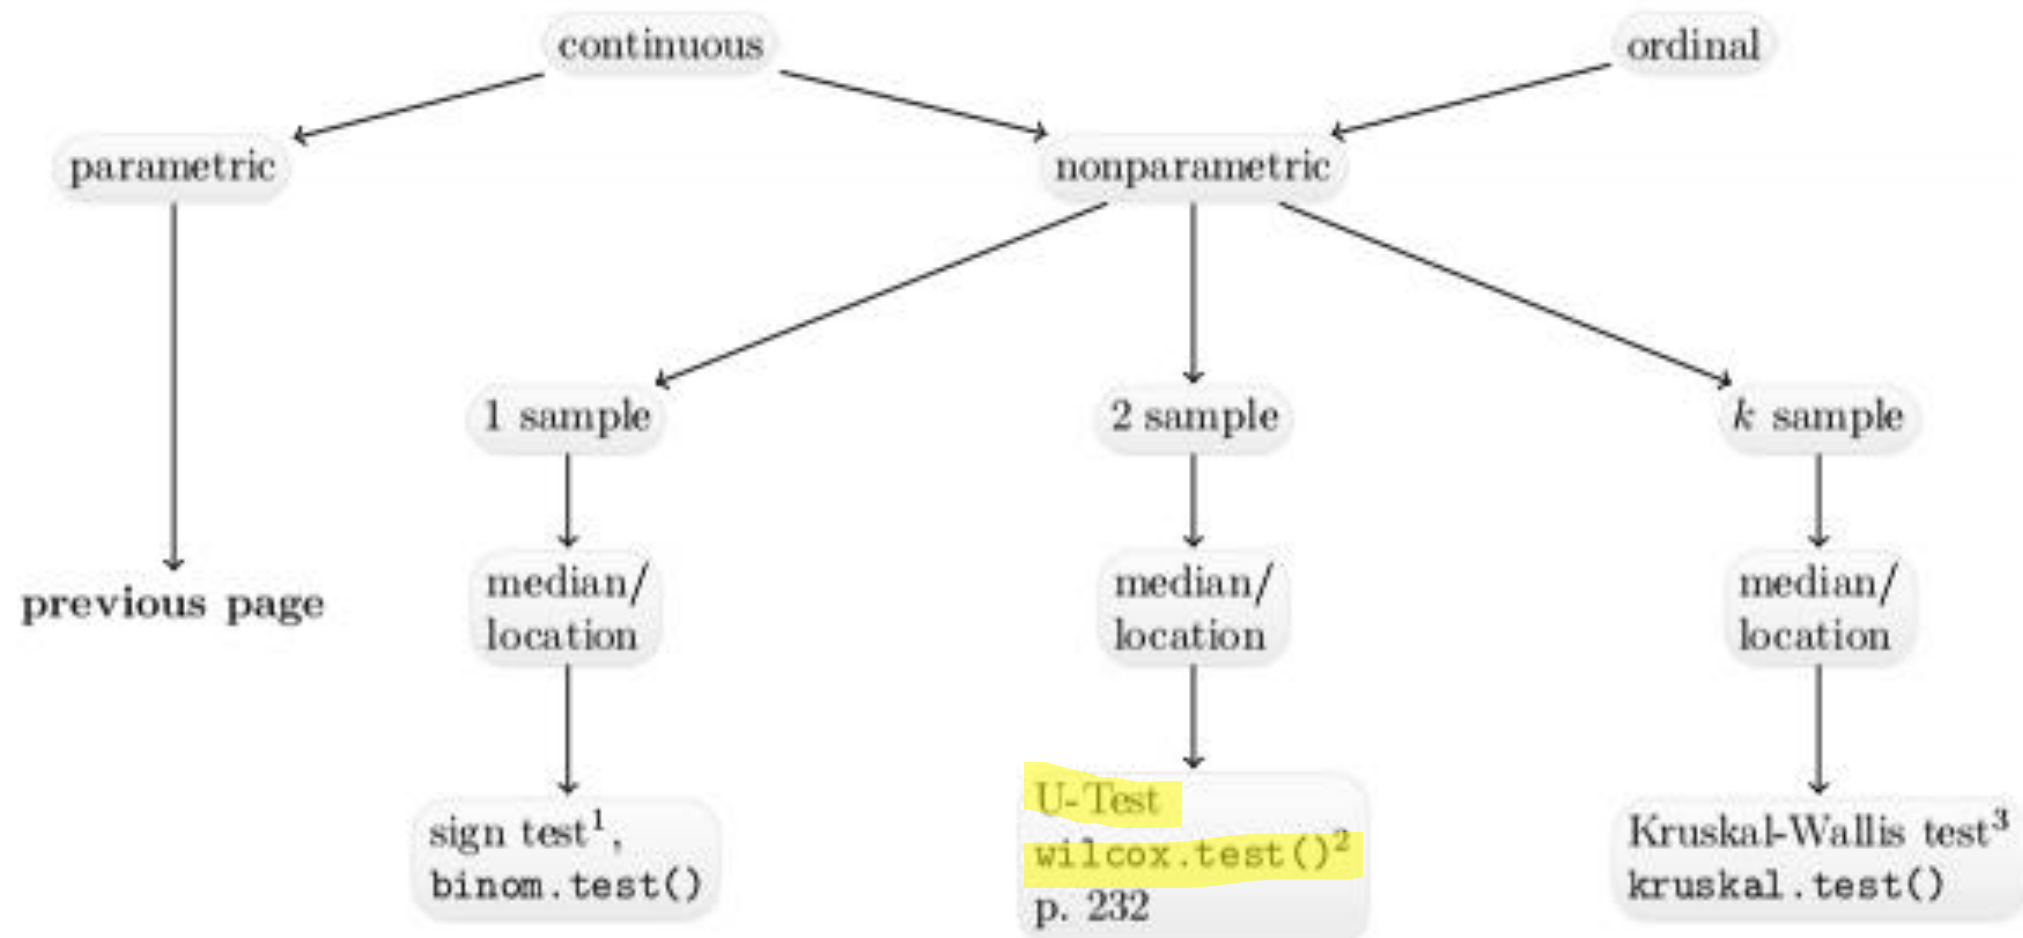 continuous
ordinal
parametric
nonparametric
1 sample
2 sample
k sample
previous page
median/
location
median/
location
median/
location
sign test¹,
binom.test()
U-Test
wilcox.test()²
p. 232
Kruskal-Wallis test³
kruskal.test()